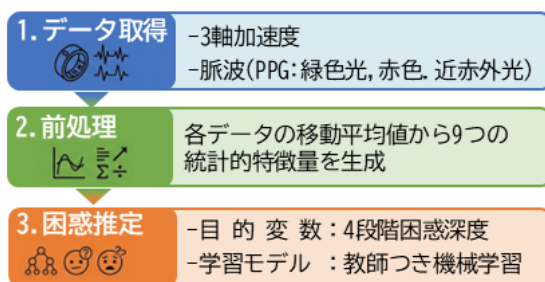 1.データ取得
-3軸加速度
-脈波(PPG:緑色光,赤色.近赤外光)
2.前処理
各データの移動平均値から9つの
統計的特徴量を生成
3.困惑推定
-目的変数:4段階困惑深度
-学習モデル :教師つき機械学習